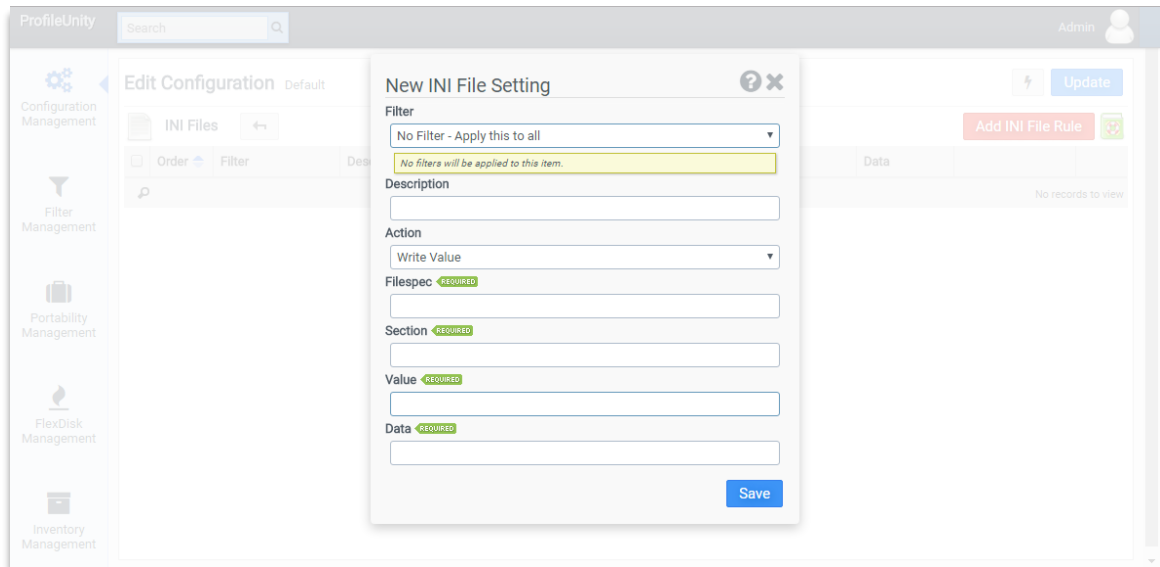 ProfileUnity
Search
Admin
Configuration
Management
Filter
Management
Portability
Management
FlexDisk
Management
Inventory
Management
Edit Configuration Default
Update
INI Files
Add INI File Rule
Order Filter Data
No records to view
New INI File Setting
Filter
No Filter - Apply this to all
No filters will be applied to this item.
Description
Action
Write Value
Filespec REQUIRED
Section REQUIRED
Value REQUIRED
Data REQUIRED
Save